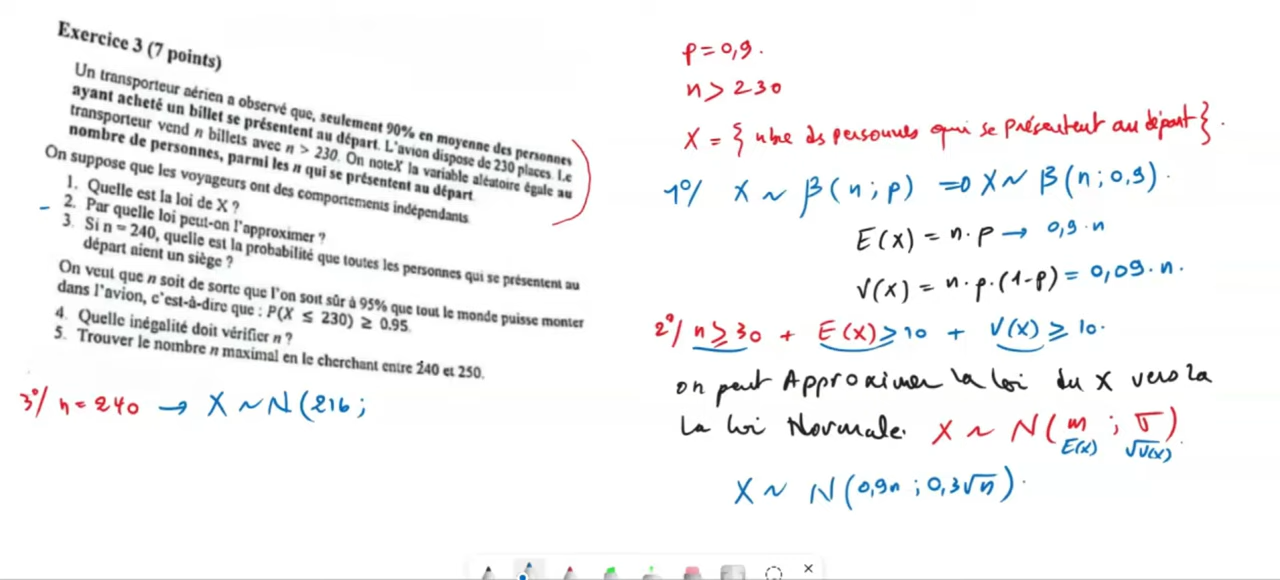 Exercice 3 (7 points)
Un transporteur aérien a observé que, seulement 90% en moyenne des personnes
ayant acheté un billet se présentent au départ. L'avion dispose de 230 places. Le
transporteur vend n billets avec n > 230. On noteX la variable aléatoire égale au
nombre de personnes, parmi les n qui se présentent au départ
On suppose que les voyageurs ont des comportements indépendants.
1. Quelle est la loi de X ?
2. Par quelle loi peut-on l'approximer ?
3. Si n = 240, quelle est la probabilité que toutes les personnes qui se présentent au
départ aient un siège ?
On veut que n soit de sorte que l'on soit sûr à 95% que tout le monde puisse monter
dans l'avion, c'est-à-dire que : P(X ≤ 230) ≥ 0.95.
4. Quelle inégalité doit vérifier n ?
5. Trouver le nombre n maximal en le cherchant entre 240 et 250.
3°/ n = 240 → X ~ N(216 ;
p = 0,9.
n > 230
X = { nbre des personnes qui se présentent au départ }.
1°/ X ~ β(n ; p) ⇒ X ~ β(n ; 0,9).
E(X) = n·p → 0,9·n
V(X) = n·p·(1-p) = 0,09·n.
2°/ n ≥ 30 + E(X) ≥ 10 + V(X) ≥ 10.
on peut Approximer la loi du X vers la
la loi Normale. X ~ N(m ; σ)
E(X) √V(X)
X ~ N(0,9n ; 0,3√n).